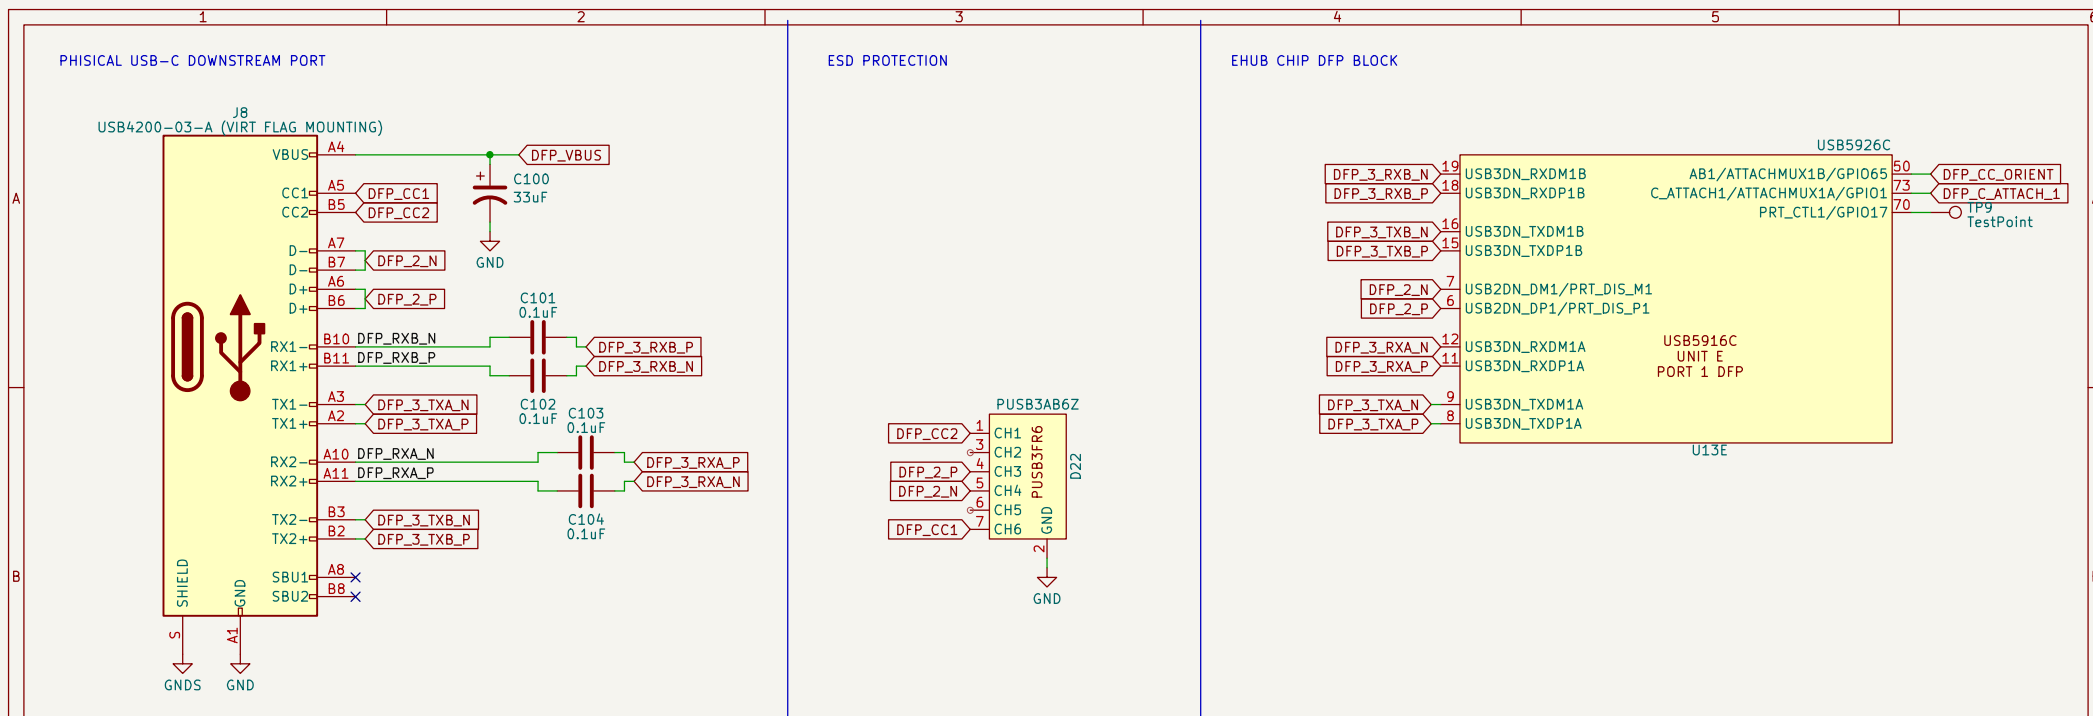 1 2 3 4 5 6
PHISICAL USB-C DOWNSTREAM PORT
ESD PROTECTION
EHUB CHIP DFP BLOCK
A
B
J8
USB4200-03-A (VIRT FLAG MOUNTING)
VBUS A4 DFP_VBUS
CC1 A5 DFP_CC1
CC2 B5 DFP_CC2
+ C100
33uF
GND
D- A7
D- B7 DFP_2_N
D+ A6
D+ B6 DFP_2_P
C101
0.1uF
RX1- B10 DFP_RXB_N DFP_3_RXB_P
RX1+ B11 DFP_RXB_P DFP_3_RXB_N
C102
0.1uF
TX1- A3 DFP_3_TXA_N
TX1+ A2 DFP_3_TXA_P
C103
0.1uF
RX2- A10 DFP_RXA_N DFP_3_RXA_P
RX2+ A11 DFP_RXA_P DFP_3_RXA_N
C104
0.1uF
TX2- B3 DFP_3_TXB_N
TX2+ B2 DFP_3_TXB_P
SBU1 A8
SBU2 B8
SHIELD GND
S A1
GNDS GND
PUSB3AB6Z
DFP_CC2 1 CH1
3 CH2
DFP_2_P 4 CH3
DFP_2_N 5 CH4
6 CH5
DFP_CC1 7 CH6
PUSB3FR6
D22
GND
2
GND
USB5926C
DFP_3_RXB_N 19 USB3DN_RXDM1B
DFP_3_RXB_P 18 USB3DN_RXDP1B
DFP_3_TXB_N 16 USB3DN_TXDM1B
DFP_3_TXB_P 15 USB3DN_TXDP1B
DFP_2_N 7 USB2DN_DM1/PRT_DIS_M1
DFP_2_P 6 USB2DN_DP1/PRT_DIS_P1
DFP_3_RXA_N 12 USB3DN_RXDM1A
DFP_3_RXA_P 11 USB3DN_RXDP1A
DFP_3_TXA_N 9 USB3DN_TXDM1A
DFP_3_TXA_P 8 USB3DN_TXDP1A
AB1/ATTACHMUX1B/GPIO65 50 DFP_CC_ORIENT
C_ATTACH1/ATTACHMUX1A/GPIO1 73 DFP_C_ATTACH_1
PRT_CTL1/GPIO17 70 TP9
TestPoint
USB5916C
UNIT E
PORT 1 DFP
U13E